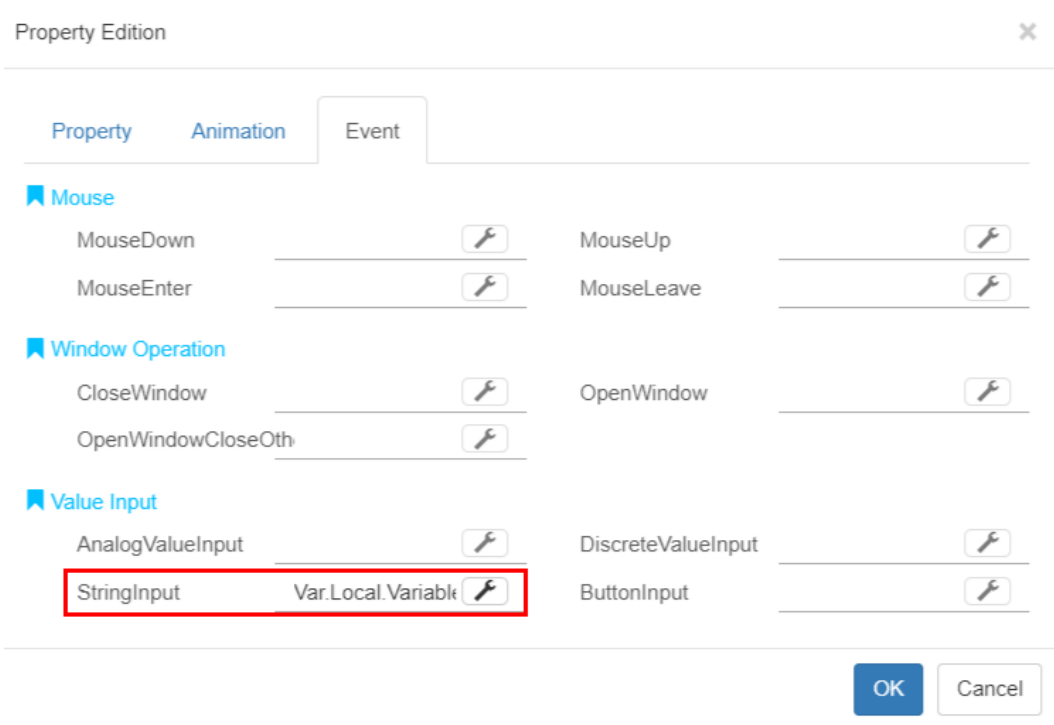 Property Edition ×
Property Animation Event
Mouse
MouseDown MouseUp
MouseEnter MouseLeave
Window Operation
CloseWindow OpenWindow
OpenWindowCloseOth
Value Input
AnalogValueInput DiscreteValueInput
StringInput Var.Local.Variable ButtonInput
OK Cancel